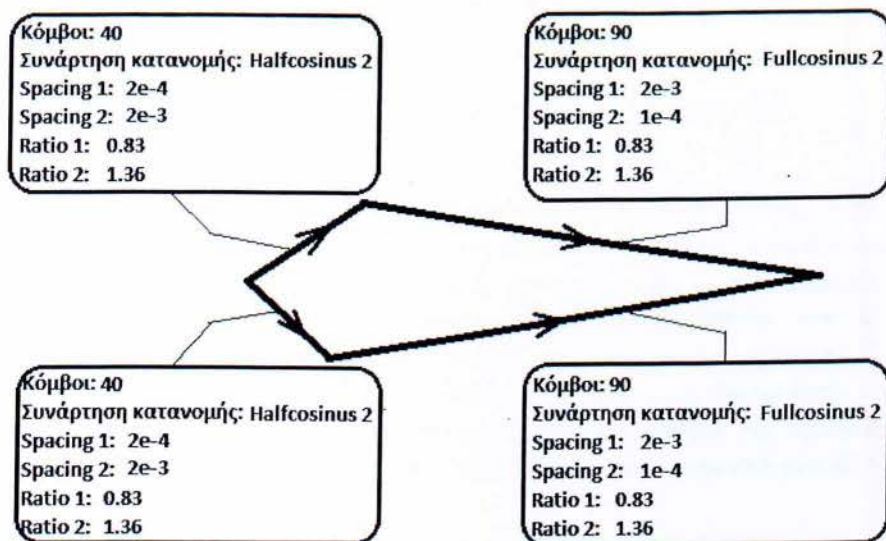 Κόμβοι: 40
Συνάρτηση κατανομής: Halfcosinus 2
Spacing 1: 2e-4
Spacing 2: 2e-3
Ratio 1: 0.83
Ratio 2: 1.36
Κόμβοι: 90
Συνάρτηση κατανομής: Fullcosinus 2
Spacing 1: 2e-3
Spacing 2: 1e-4
Ratio 1: 0.83
Ratio 2: 1.36
Κόμβοι: 40
Συνάρτηση κατανομής: Halfcosinus 2
Spacing 1: 2e-4
Spacing 2: 2e-3
Ratio 1: 0.83
Ratio 2: 1.36
Κόμβοι: 90
Συνάρτηση κατανομής: Fullcosinus 2
Spacing 1: 2e-3
Spacing 2: 1e-4
Ratio 1: 0.83
Ratio 2: 1.36